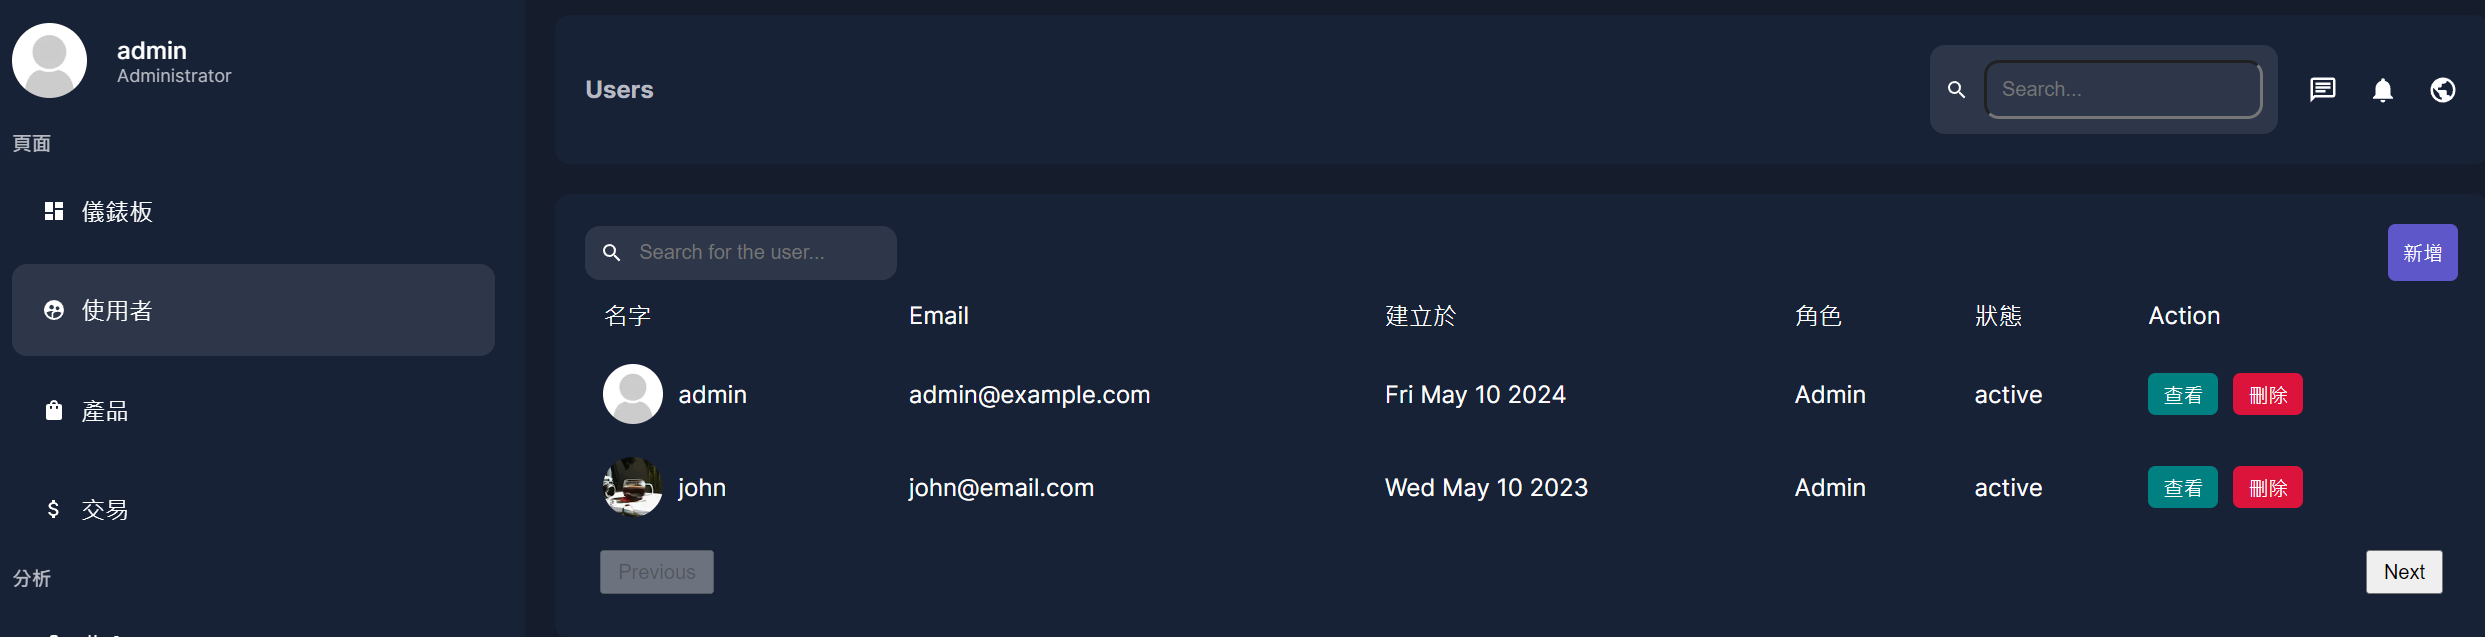 admin
Administrator
頁面
儀錶板
使用者
產品
交易
分析
Users
Search...
Search for the user...
新增
名字 Email 建立於 角色 狀態 Action
admin admin@example.com Fri May 10 2024 Admin active 查看 刪除
john john@email.com Wed May 10 2023 Admin active 查看 刪除
Previous Next